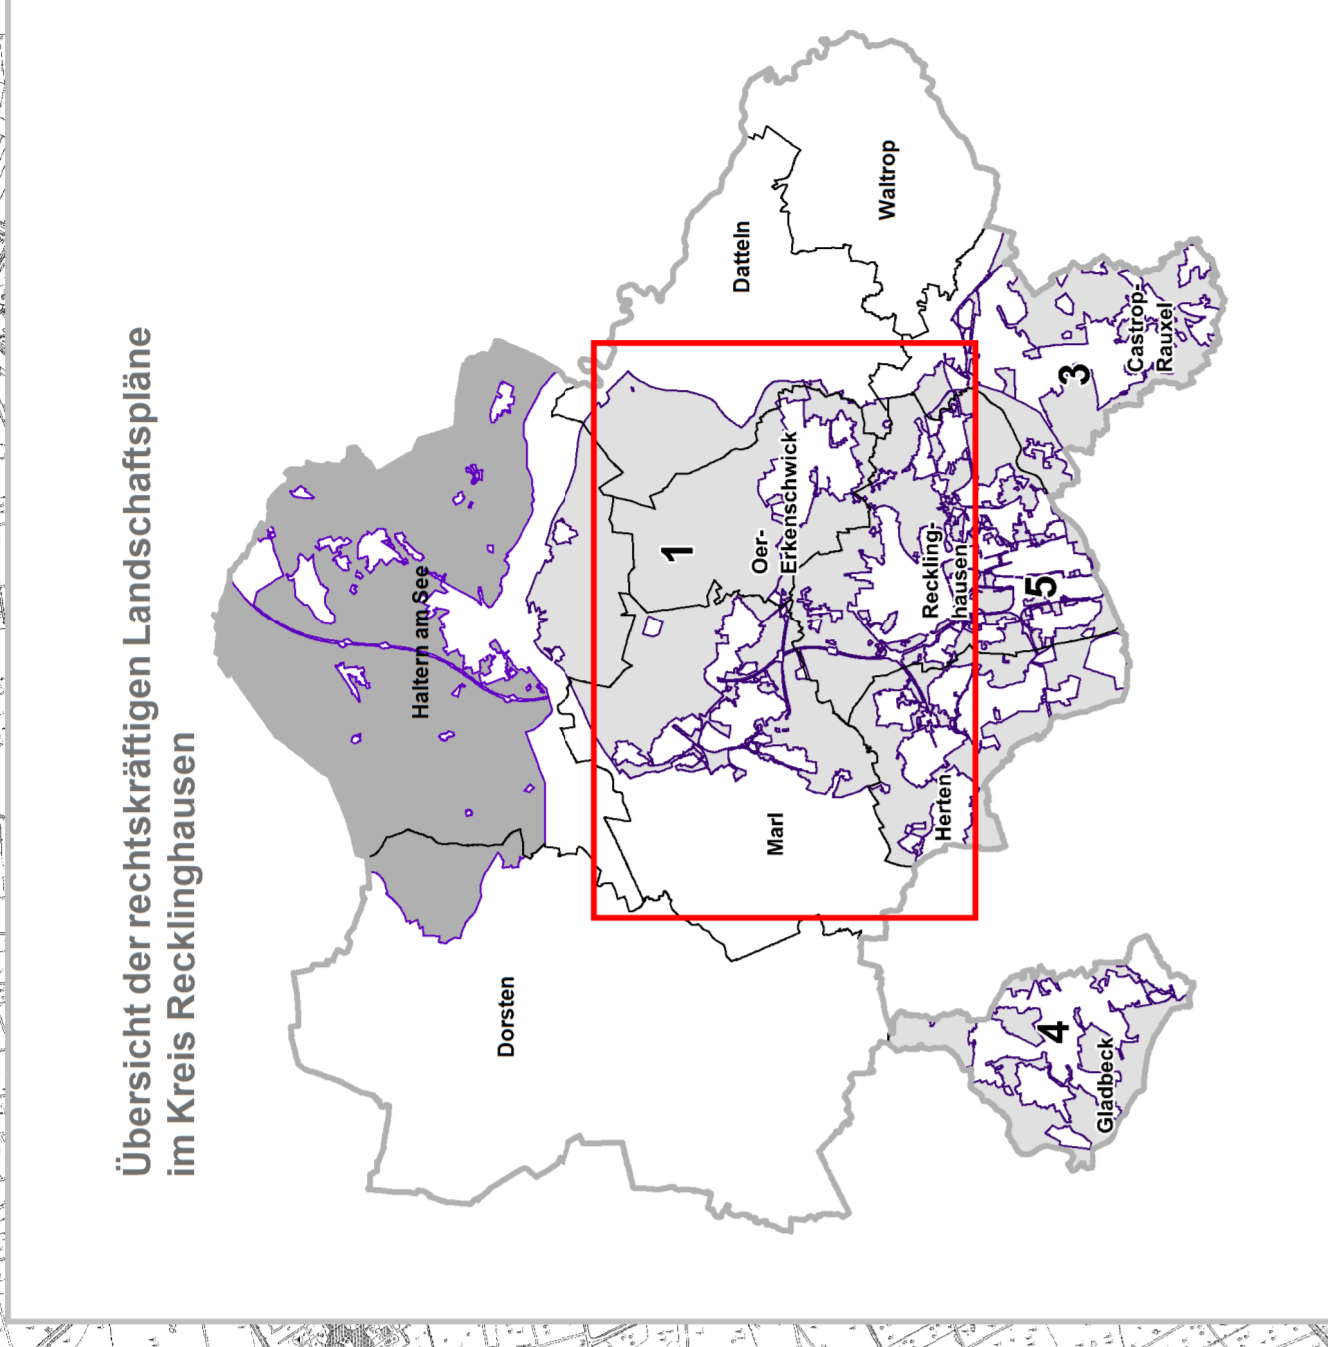 Übersicht der rechtskräftigen Landschaftspläne
im Kreis Recklinghausen
Haltern am See
Dorsten
Datteln
Waltrop
1
Oer-
Erkenschwick
Marl
Reckling-
hausen
Herten
5
3
Castrop-
Rauxel
4
Gladbeck